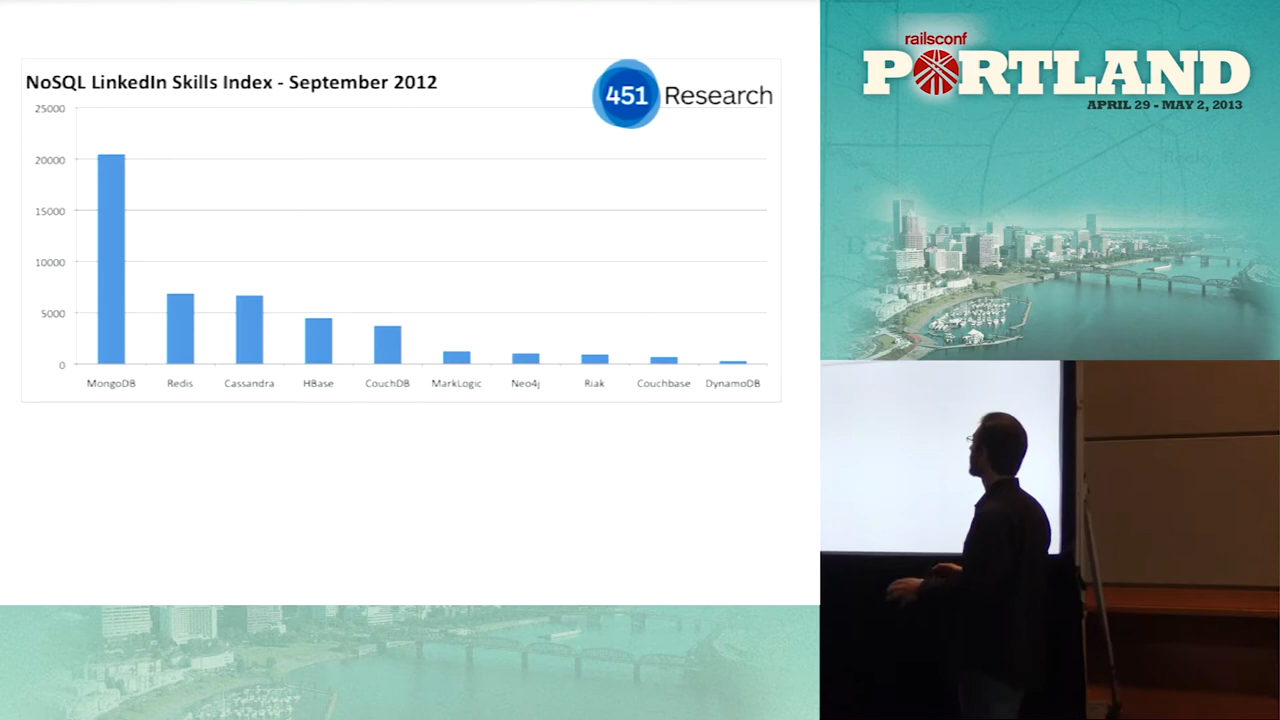 NoSQL LinkedIn Skills Index - September 2012
451 Research
25000
20000
15000
10000
5000
0
MongoDB
Redis
Cassandra
HBase
CouchDB
MarkLogic
Neo4j
Riak
Couchbase
DynamoDB
railsconf
PORTLAND
APRIL 29 - MAY 2, 2013